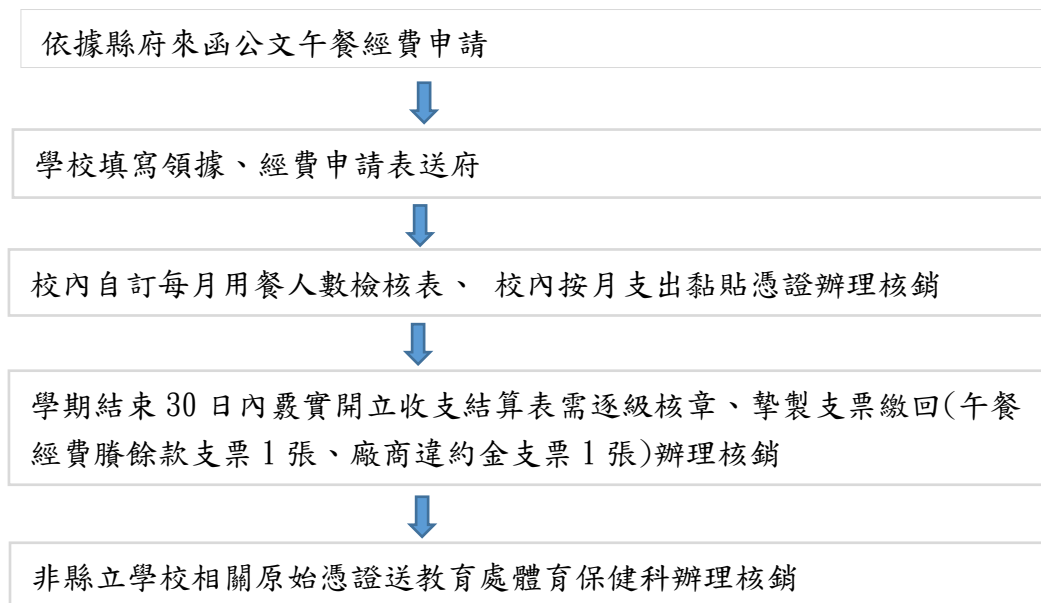 依據縣府來函公文午餐經費申請
學校填寫領據、經費申請表送府
校內自訂每月用餐人數檢核表、 校內按月支出黏貼憑證辦理核銷
學期結束 30 日內覈實開立收支結算表需逐級核章、摯製支票繳回(午餐
經費賸餘款支票 1 張、廠商違約金支票 1 張)辦理核銷
非縣立學校相關原始憑證送教育處體育保健科辦理核銷